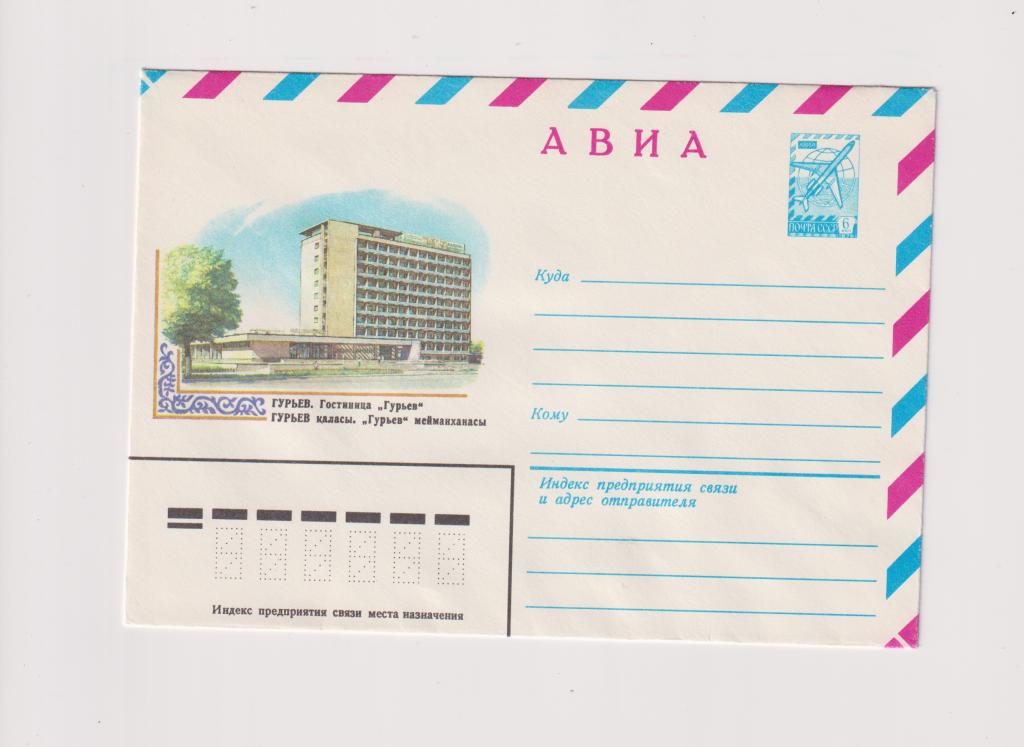 АВИА
АВИА
ПОЧТА СССР 6
Куда
ГУРЬЕВ. Гостиница „Гурьев“
ГУРЬЕВ қаласы. „Гурьев“ мейманханасы
Кому
Индекс предприятия связи
и адрес отправителя
Индекс предприятия связи места назначения